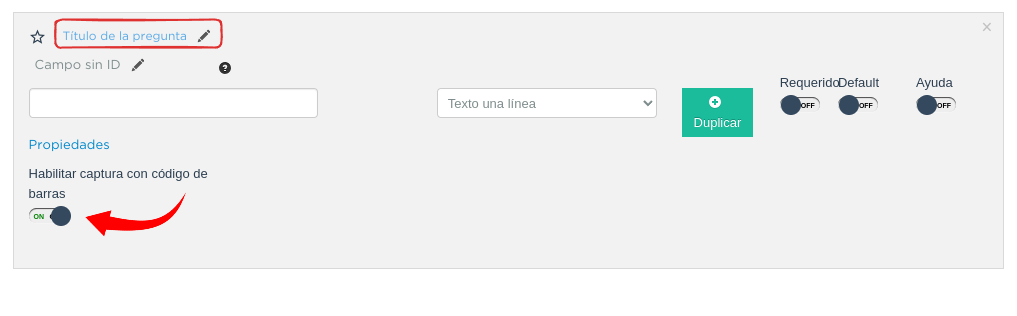 Título de la pregunta
Campo sin ID
?
Requerido Default Ayuda
OFF OFF OFF
Texto una línea
Duplicar
Propiedades
Habilitar captura con código de
barras
ON